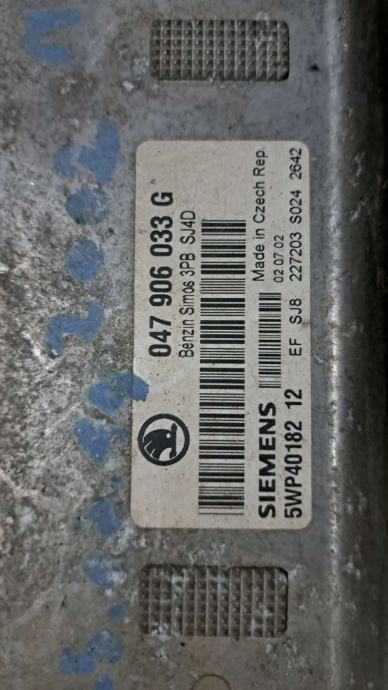 047 906 033 G
Benzin Simos 3PB SJ4D
SIEMENS
Made in Czech Rep.
02 07 02
5WP40182 12
EF SJ8 227203 S024 2642
2002